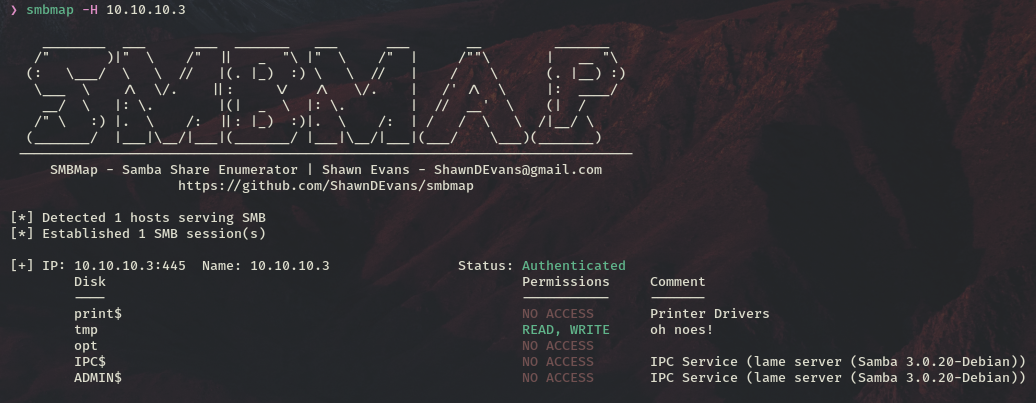 ❯ smbmap -H 10.10.10.3
SMBMAP
SMBMap - Samba Share Enumerator | Shawn Evans - ShawnDEvans@gmail.com
https://github.com/ShawnDEvans/smbmap
[*] Detected 1 hosts serving SMB
[*] Established 1 SMB session(s)
[+] IP: 10.10.10.3:445 Name: 10.10.10.3 Status: Authenticated
Disk Permissions Comment
---- ----------- -------
print$ NO ACCESS Printer Drivers
tmp READ, WRITE oh noes!
opt NO ACCESS
IPC$ NO ACCESS IPC Service (lame server (Samba 3.0.20-Debian))
ADMIN$ NO ACCESS IPC Service (lame server (Samba 3.0.20-Debian))